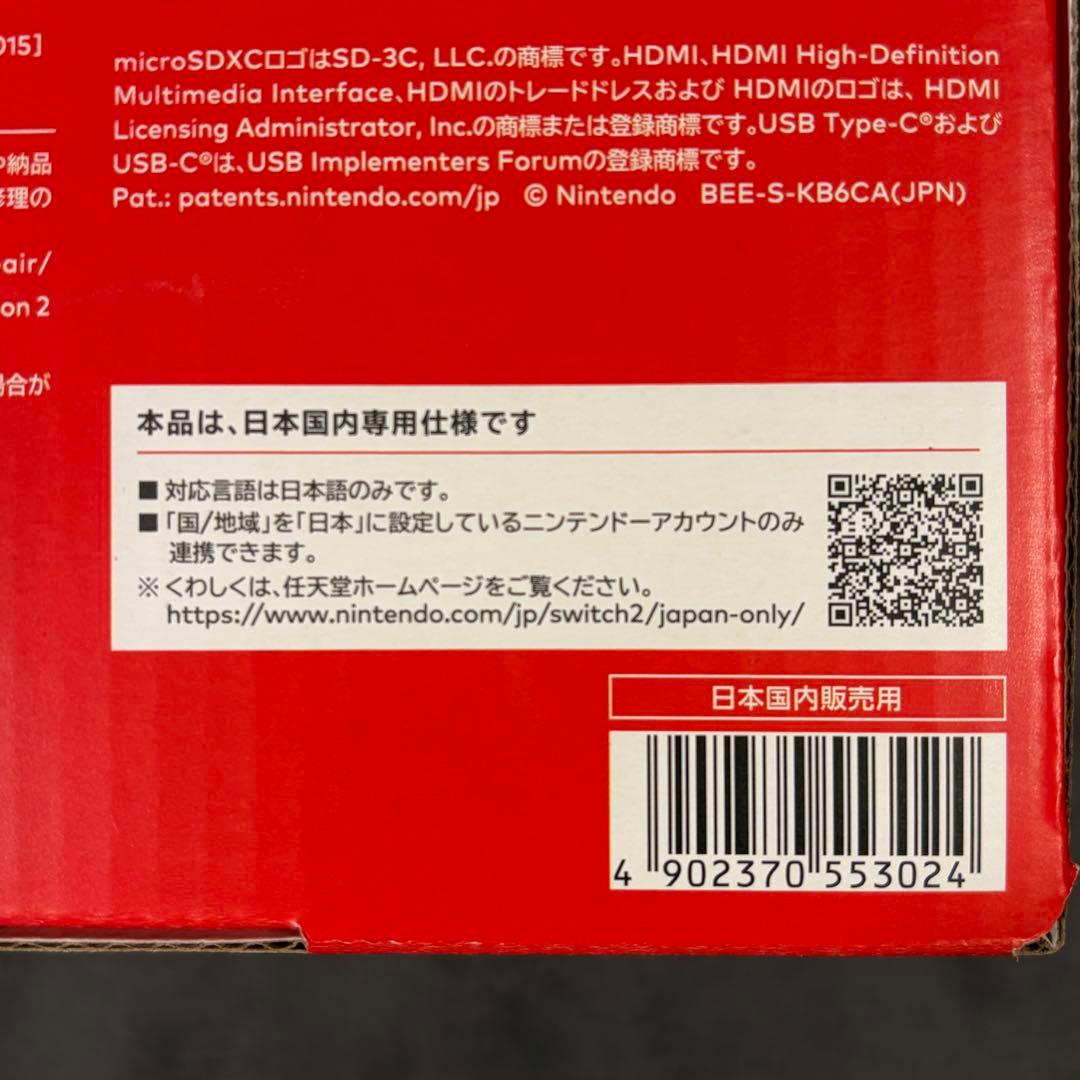 015]
納品
修理の
air/
on 2
場合が
microSDXCロゴはSD-3C, LLC.の商標です。HDMI、HDMI High-Definition
Multimedia Interface、HDMIのトレードドレスおよび HDMIのロゴは、HDMI
Licensing Administrator, Inc.の商標または登録商標です。USB Type-C®および
USB-C®は、USB Implementers Forumの登録商標です。
Pat.: patents.nintendo.com/jp © Nintendo BEE-S-KB6CA(JPN)
本品は、日本国内専用仕様です
■ 対応言語は日本語のみです。
■ 「国/地域」を「日本」に設定しているニンテンドーアカウントのみ
連携できます。
※ くわしくは、任天堂ホームページをご覧ください。
https://www.nintendo.com/jp/switch2/japan-only/
日本国内販売用
4 902370 553024